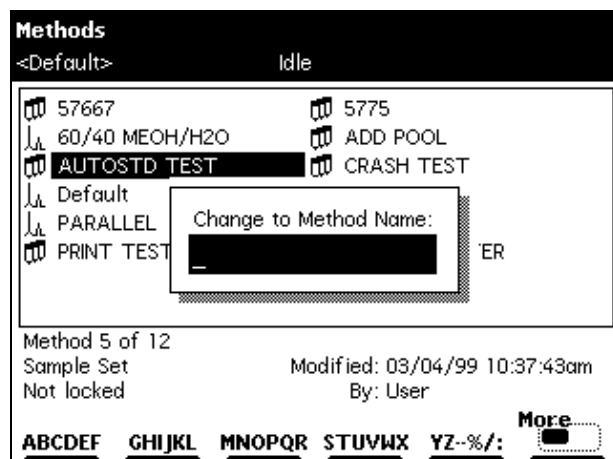 Methods
<Default> Idle
57667 5775
60/40 MEOH/H2O ADD POOL
AUTOSTD TEST CRASH TEST
Default
PARALLEL Change to Method Name:
PRINT TEST _ ER
Method 5 of 12
Sample Set Modified: 03/04/99 10:37:43am
Not locked By: User
More
ABCDEF GHIJKL MNOPQR STUVWX YZ--%/: